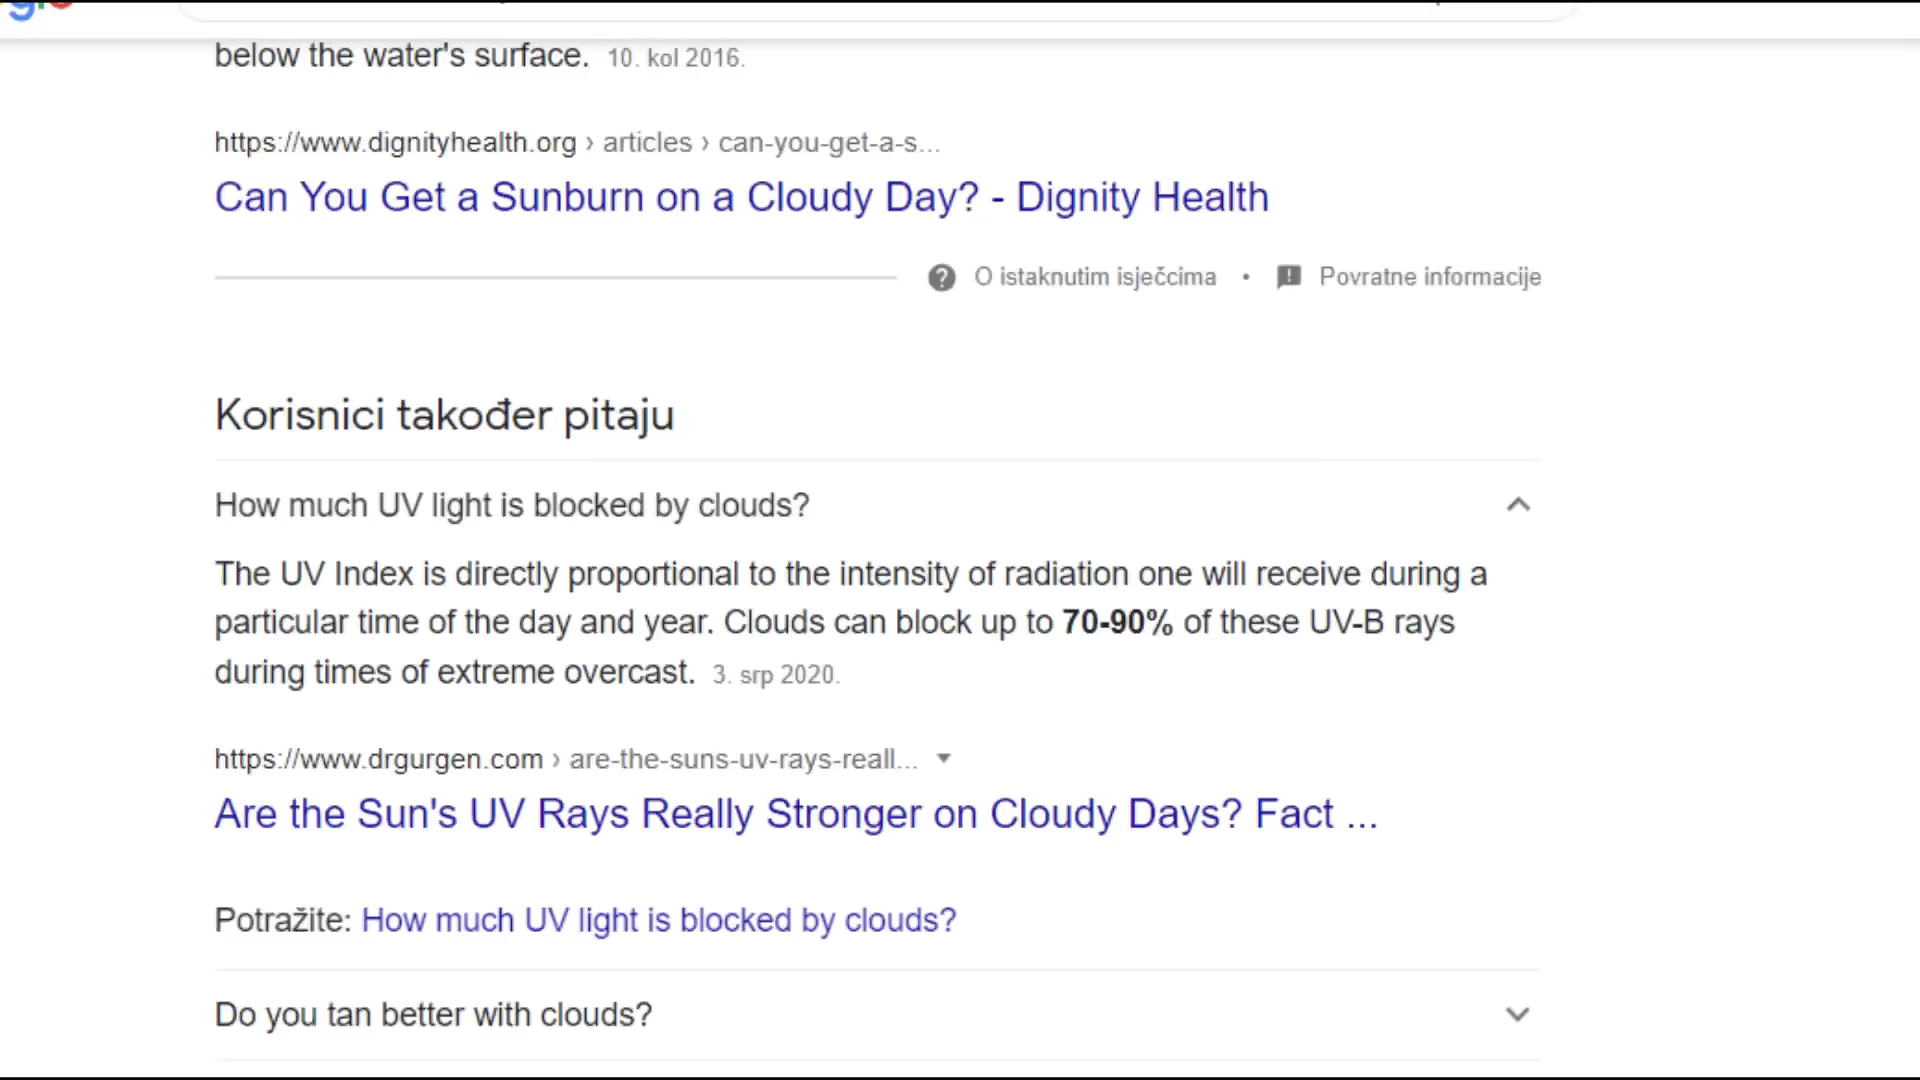 below the water's surface. 10. kol 2016.
https://www.dignityhealth.org › articles › can-you-get-a-s...
Can You Get a Sunburn on a Cloudy Day? - Dignity Health
O istaknutim isječcima • Povratne informacije
Korisnici također pitaju
How much UV light is blocked by clouds?
The UV Index is directly proportional to the intensity of radiation one will receive during a
particular time of the day and year. Clouds can block up to 70-90% of these UV-B rays
during times of extreme overcast. 3. srp 2020.
https://www.drgurgen.com › are-the-suns-uv-rays-reall...
Are the Sun's UV Rays Really Stronger on Cloudy Days? Fact ...
Potražite: How much UV light is blocked by clouds?
Do you tan better with clouds?